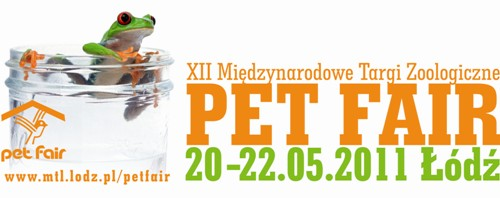 XII Międzynarodowe Targi Zoologiczne
PET FAIR
20-22.05.2011 Łódź
pet fair
www.mtl.lodz.pl/petfair